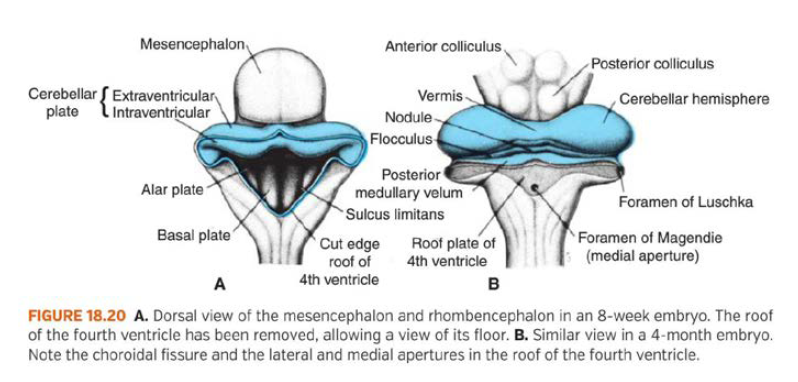 Mesencephalon
Cerebellar plate { Extraventricular
Intraventricular
Alar plate
Basal plate
Sulcus limitans
Cut edge
roof of
4th ventricle
A
Anterior colliculus
Posterior colliculus
Vermis
Cerebellar hemisphere
Nodule
Flocculus
Posterior
medullary velum
Foramen of Luschka
Roof plate of
4th ventricle
Foramen of Magendie
(medial aperture)
B
FIGURE 18.20 A. Dorsal view of the mesencephalon and rhombencephalon in an 8-week embryo. The roof
of the fourth ventricle has been removed, allowing a view of its floor. B. Similar view in a 4-month embryo.
Note the choroidal fissure and the lateral and medial apertures in the roof of the fourth ventricle.